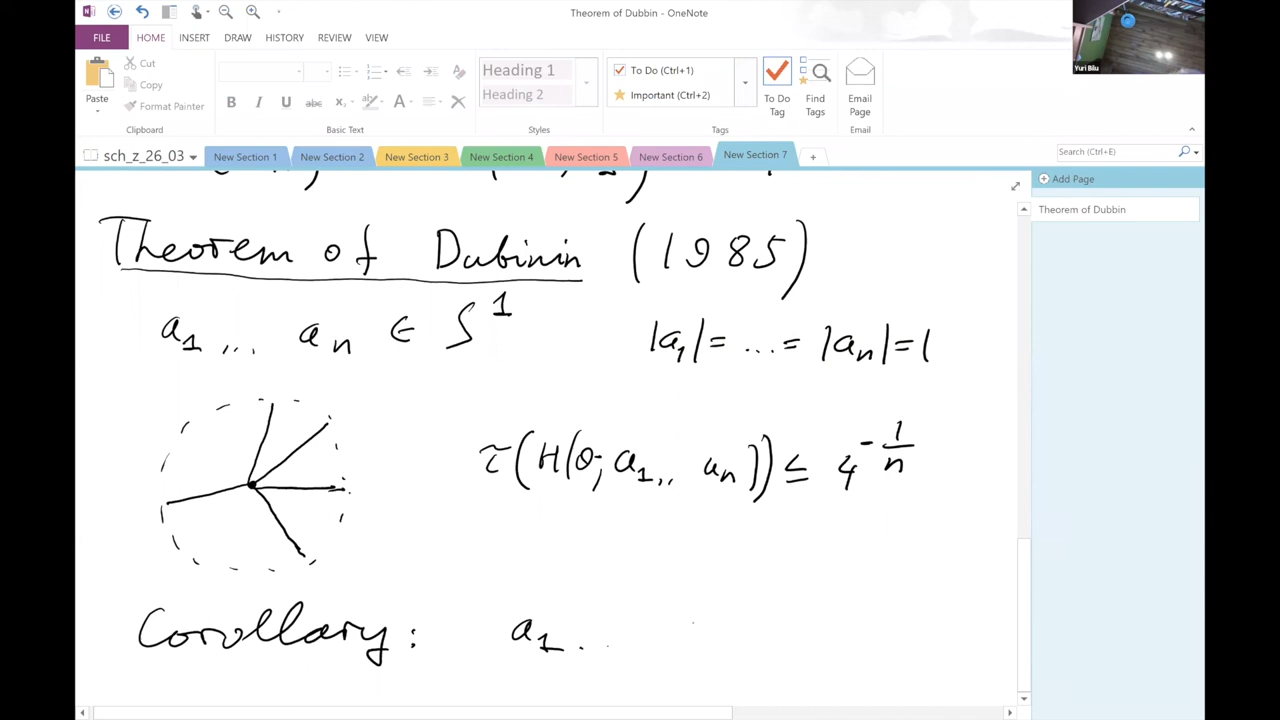 Theorem of Dubbin - OneNote
Yuri Bilu
FILE HOME INSERT DRAW HISTORY REVIEW VIEW
Paste
Cut
Copy
Format Painter
Clipboard
B I U abc
Basic Text
Heading 1
Heading 2
Styles
To Do (Ctrl+1)
Important (Ctrl+2)
Tags
To Do Tag
Find Tags
Email Page
Email
sch_z_26_03 New Section 1 New Section 2 New Section 3 New Section 4 New Section 5 New Section 6 New Section 7 +
Search (Ctrl+E)
Add Page
Theorem of Dubbin
Theorem of Dubinin (1985)
a₁ ... aₙ ∈ S¹ |a₁| = ... = |aₙ| = 1
τ(H(0; a₁,, aₙ)) ≤ 4^(-1/n)
Corollary: a₁ ..